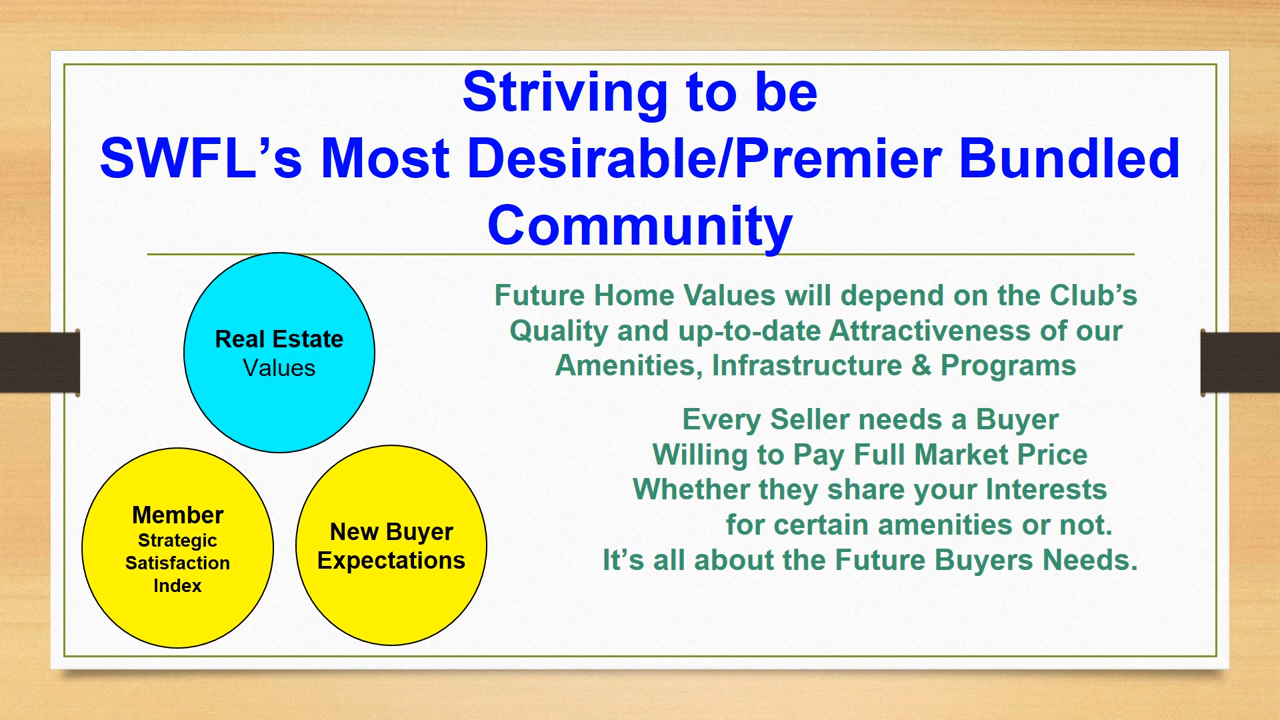 Striving to be
SWFL’s Most Desirable/Premier Bundled
Community
Real Estate
Values
Member
Strategic
Satisfaction
Index
New Buyer
Expectations
Future Home Values will depend on the Club’s
Quality and up-to-date Attractiveness of our
Amenities, Infrastructure & Programs
Every Seller needs a Buyer
Willing to Pay Full Market Price
Whether they share your Interests
for certain amenities or not.
It’s all about the Future Buyers Needs.